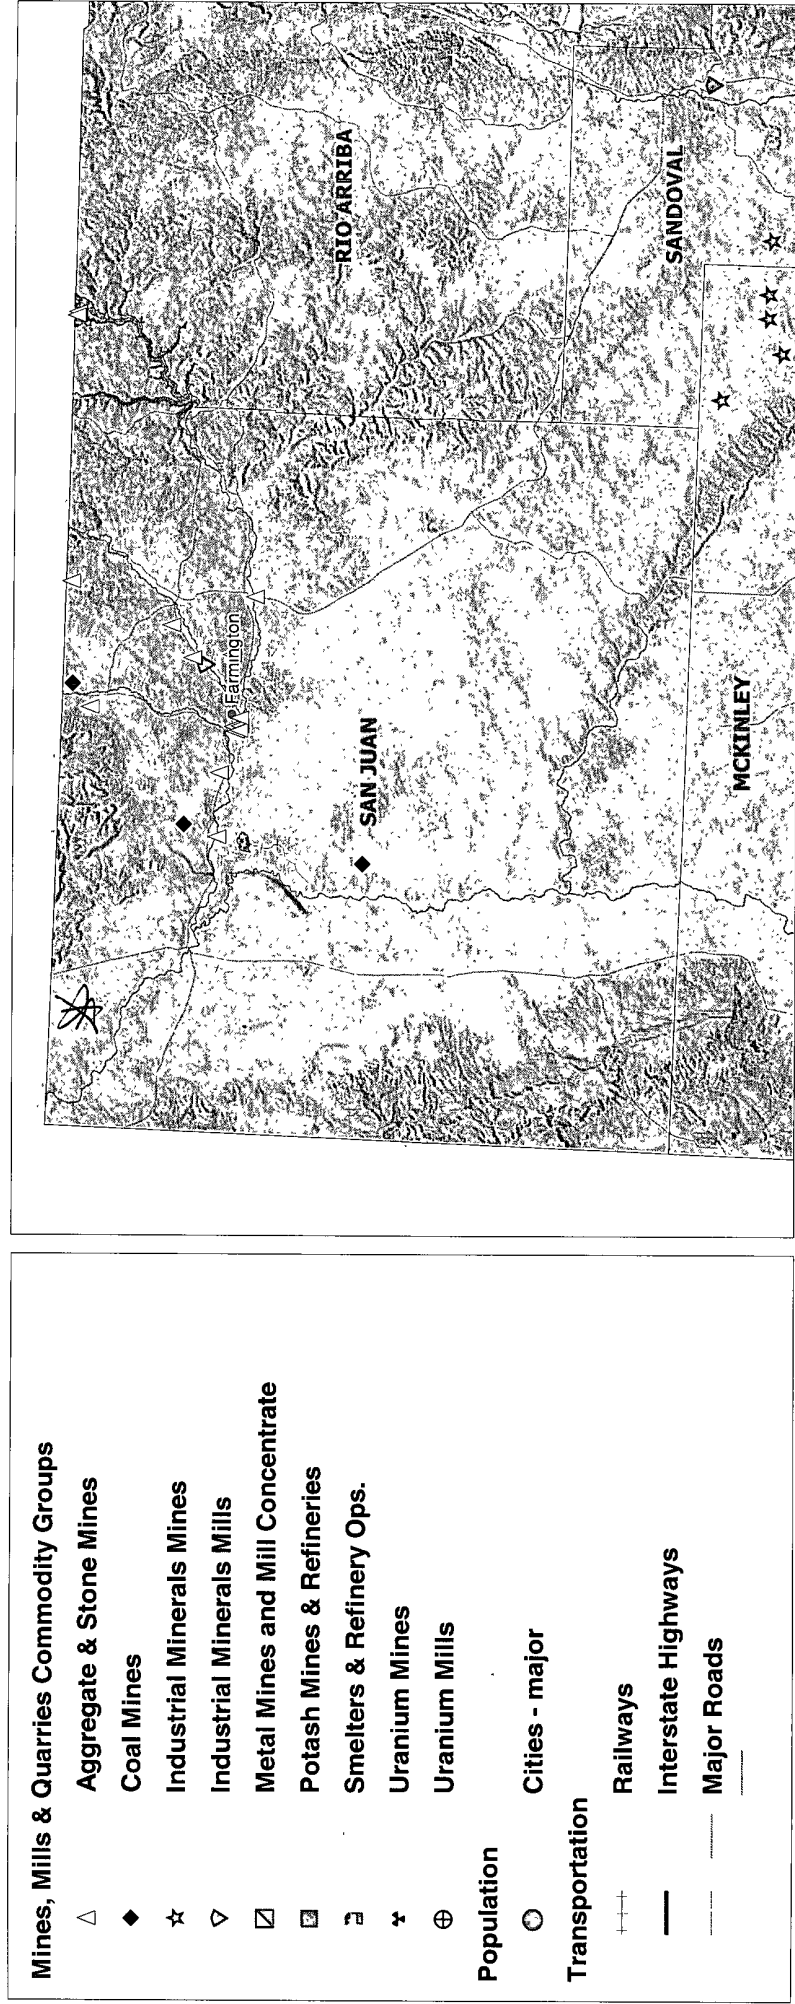 Mines, Mills & Quarries Commodity Groups
Aggregate & Stone Mines
Coal Mines
Industrial Minerals Mines
Industrial Minerals Mills
Metal Mines and Mill Concentrate
Potash Mines & Refineries
Smelters & Refinery Ops.
Uranium Mines
Uranium Mills
Population
Cities - major
Transportation
Railways
Interstate Highways
Major Roads
Farmington
SAN JUAN
RIO ARRIBA
MCKINLEY
SANDOVAL